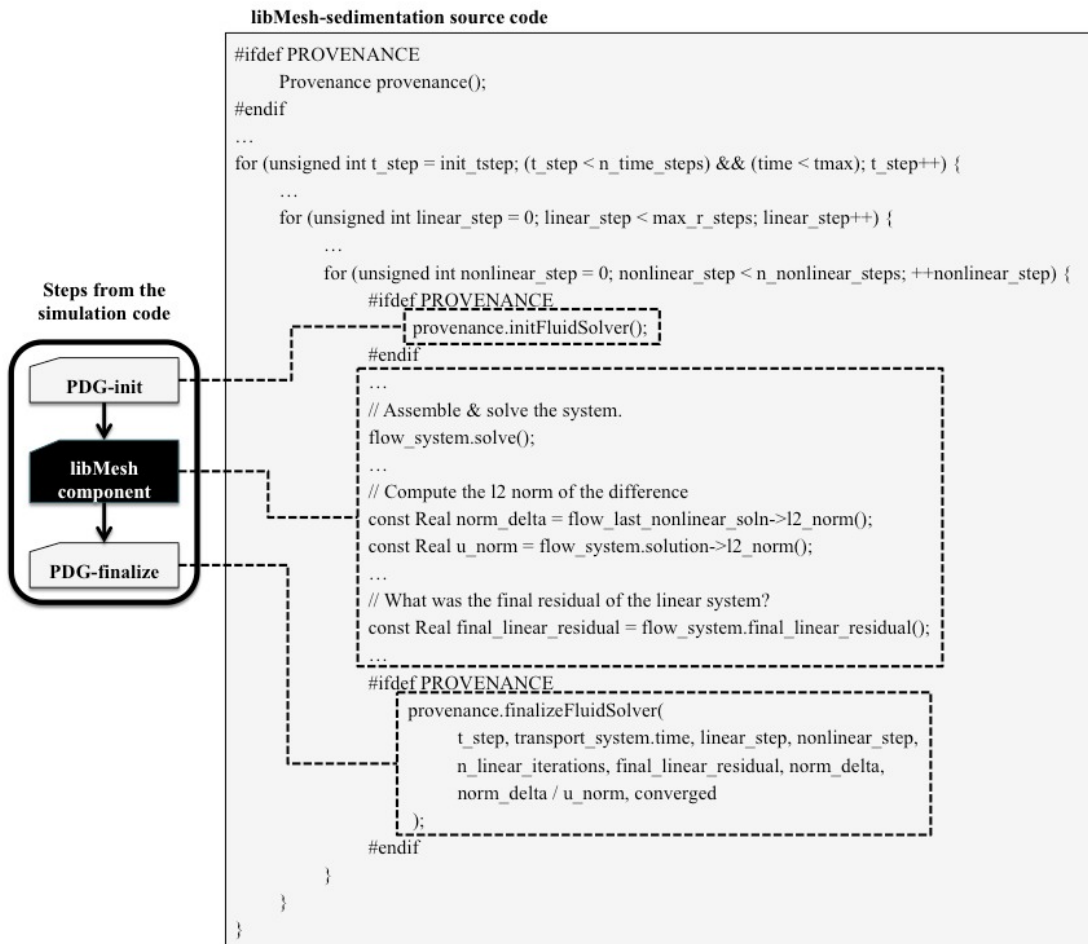 libMesh-sedimentation source code
#ifdef PROVENANCE
Provenance provenance();
#endif
…
for (unsigned int t_step = init_tstep; (t_step < n_time_steps) && (time < tmax); t_step++) {
…
for (unsigned int linear_step = 0; linear_step < max_r_steps; linear_step++) {
…
for (unsigned int nonlinear_step = 0; nonlinear_step < n_nonlinear_steps; ++nonlinear_step) {
#ifdef PROVENANCE
provenance.initFluidSolver();
#endif
…
// Assemble & solve the system.
flow_system.solve();
…
// Compute the l2 norm of the difference
const Real norm_delta = flow_last_nonlinear_soln->l2_norm();
const Real u_norm = flow_system.solution->l2_norm();
…
// What was the final residual of the linear system?
const Real final_linear_residual = flow_system.final_linear_residual();
…
#ifdef PROVENANCE
provenance.finalizeFluidSolver(
t_step, transport_system.time, linear_step, nonlinear_step,
n_linear_iterations, final_linear_residual, norm_delta,
norm_delta / u_norm, converged
);
#endif
}
}
}
Steps from the
simulation code
PDG-init
libMesh
component
PDG-finalize